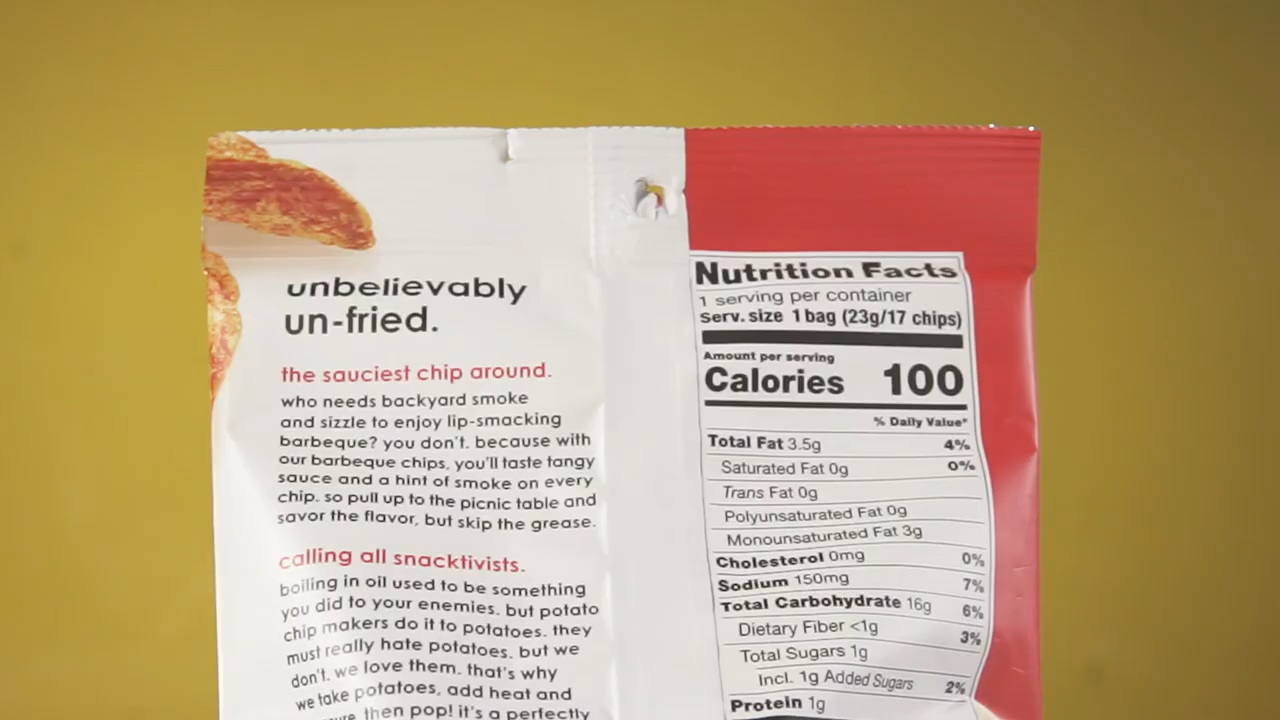 unbelievably
un-fried.
the sauciest chip around.
who needs backyard smoke
and sizzle to enjoy lip-smacking
barbeque? you don't. because with
our barbeque chips, you'll taste tangy
sauce and a hint of smoke on every
chip. so pull up to the picnic table and
savor the flavor, but skip the grease.
calling all snacktivists.
boiling in oil used to be something
you did to your enemies. but potato
chip makers do it to potatoes. they
must really hate potatoes. but we
don't. we love them. that's why
we take potatoes, add heat and
then pop! it's a perfectly
Nutrition Facts
1 serving per container
serv. size 1 bag (23g/17 chips)
Amount per serving
Calories 100
% Daily Value*
Total Fat 3.5g 4%
Saturated Fat 0g 0%
Trans Fat 0g
Polyunsaturated Fat 0g
Monounsaturated Fat 3g
Cholesterol 0mg 0%
Sodium 150mg 7%
Total Carbohydrate 16g 6%
Dietary Fiber <1g 3%
Total Sugars 1g
Incl. 1g Added Sugars 2%
Protein 1g